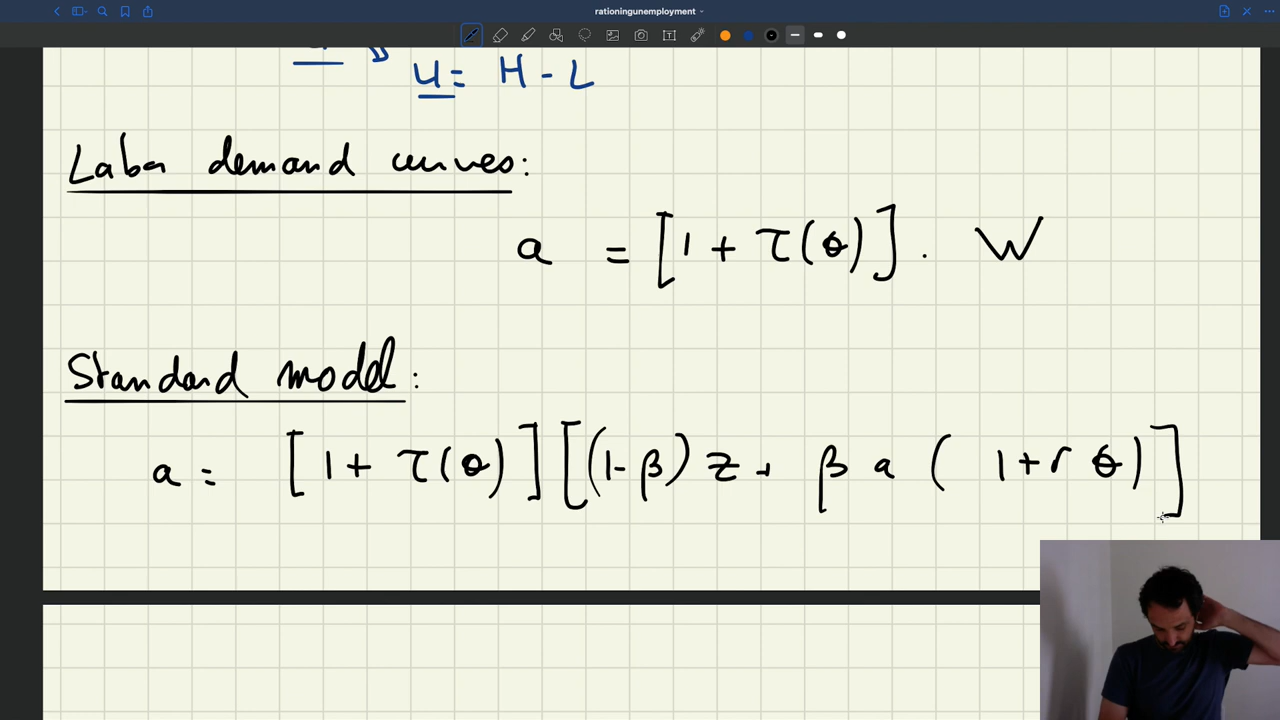 rationingunemployment
u = H - L
Labor demand curves:
a = [1 + τ(θ)] . W
Standard model:
a = [1 + τ(θ)] [(1-β) z + β a (1 + r θ)]